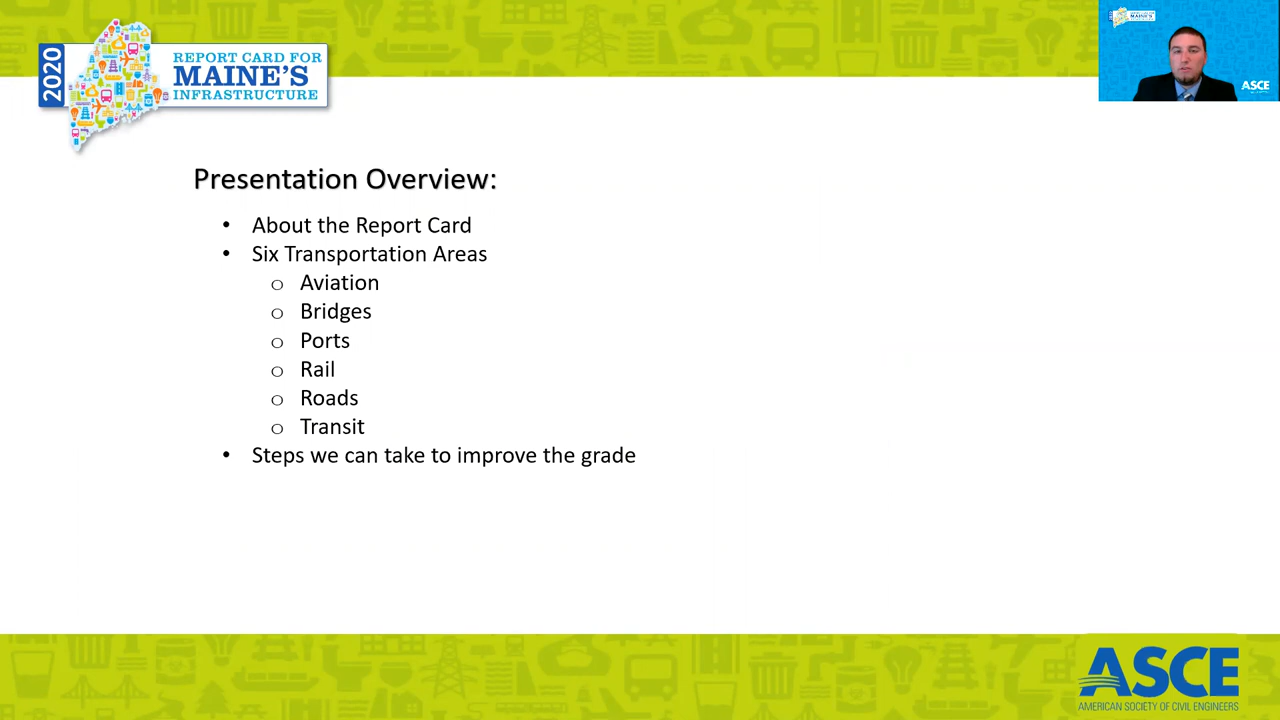 2020
REPORT CARD FOR
MAINE'S
INFRASTRUCTURE
ASCE
Presentation Overview:
• About the Report Card
• Six Transportation Areas
o Aviation
o Bridges
o Ports
o Rail
o Roads
o Transit
• Steps we can take to improve the grade
ASCE
AMERICAN SOCIETY OF CIVIL ENGINEERS